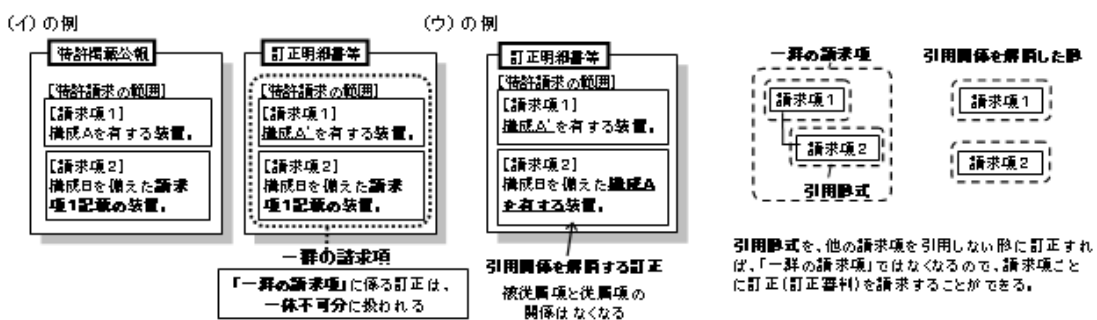 (イ)の例
特許掲載公報
[特許請求の範囲]
[請求項1]
構成Aを有する装置。
[請求項2]
構成Bを備えた請求
項1記載の装置。
訂正明細書等
[特許請求の範囲]
[請求項1]
構成A'を有する装置。
[請求項2]
構成Bを備えた請求
項1記載の装置。
一群の請求項
「一群の請求項」に係る訂正は、
一体不可分に扱われる
(ウ)の例
訂正明細書等
[特許請求の範囲]
[請求項1]
構成A'を有する装置。
[請求項2]
構成Bを備えた構成A
を有する装置。
引用関係を解消する訂正
被従属項と従属項の
関係はなくなる
一群の請求項
請求項1
請求項2
引用形式
引用関係を解消した形
請求項1
請求項2
引用形式を、他の請求項を引用しない形に訂正すれ
ば、「一群の請求項」ではなくなるので、請求項ごと
に訂正(訂正審判)を請求することができる。